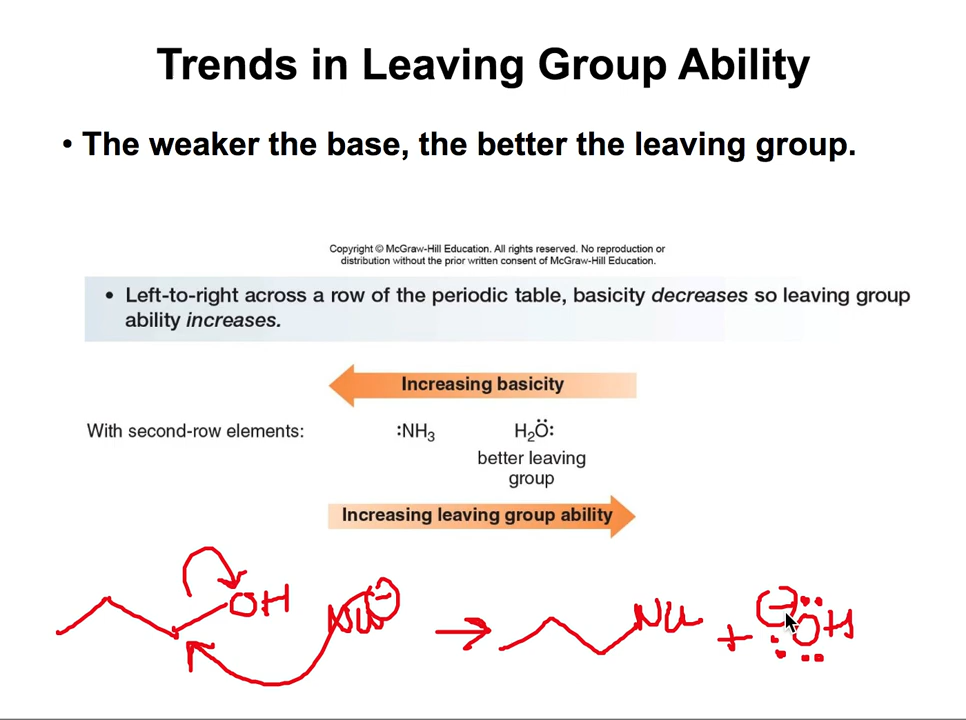 Trends in Leaving Group Ability
• The weaker the base, the better the leaving group.
Copyright © McGraw-Hill Education. All rights reserved. No reproduction or
distribution without the prior written consent of McGraw-Hill Education.
• Left-to-right across a row of the periodic table, basicity decreases so leaving group
ability increases.
Increasing basicity
With second-row elements: :NH₃ H₂Ö:
better leaving
group
Increasing leaving group ability
OH Nu⊖ → Nu + ⊖ OH